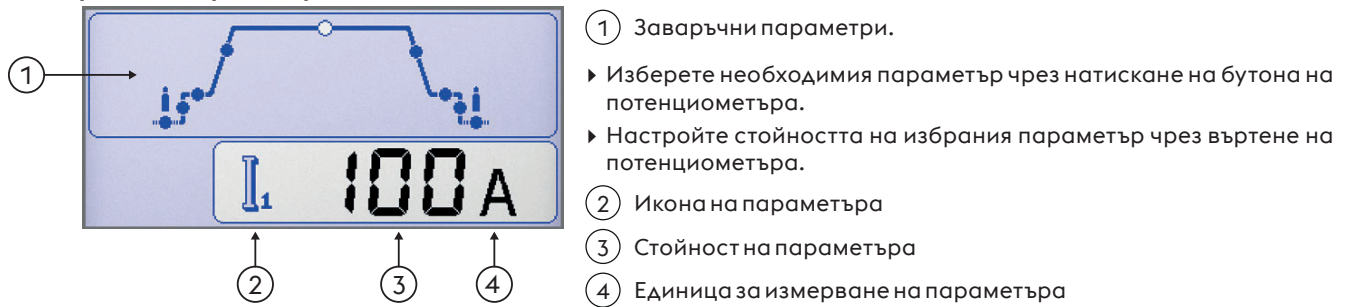 1
1 Заваръчни параметри.
▸ Изберете необходимия параметър чрез натискане на бутона на
потенциометъра.
▸ Настройте стойността на избрания параметър чрез въртене на
потенциометъра.
I1 100 A
2 3 4
2 Икона на параметъра
3 Стойност на параметъра
4 Единица за измерване на параметъра